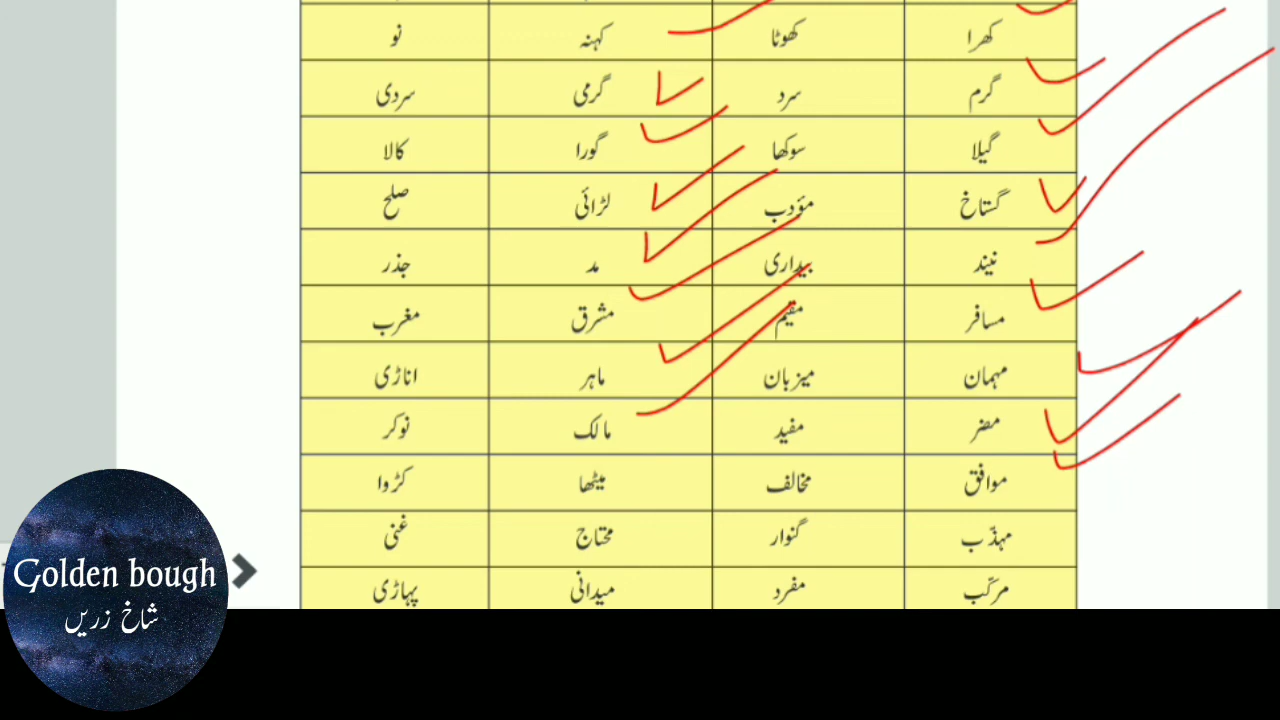 کھرا کھوٹا کہنہ نو
گرم سرد گرمی سردی
گیلا سوکھا گورا کالا
گستاخ مؤدب لڑائی صلح
نیند بیداری مد جذر
مسافر مقیم مشرق مغرب
مہمان میزبان ماہر اناڑی
مضر مفید مالک نوکر
موافق مخالف میٹھا کڑوا
مہذّب گنوار محتاج غنی
مرکّب مفرد میدانی پہاڑی
Golden bough
شاخ زریں